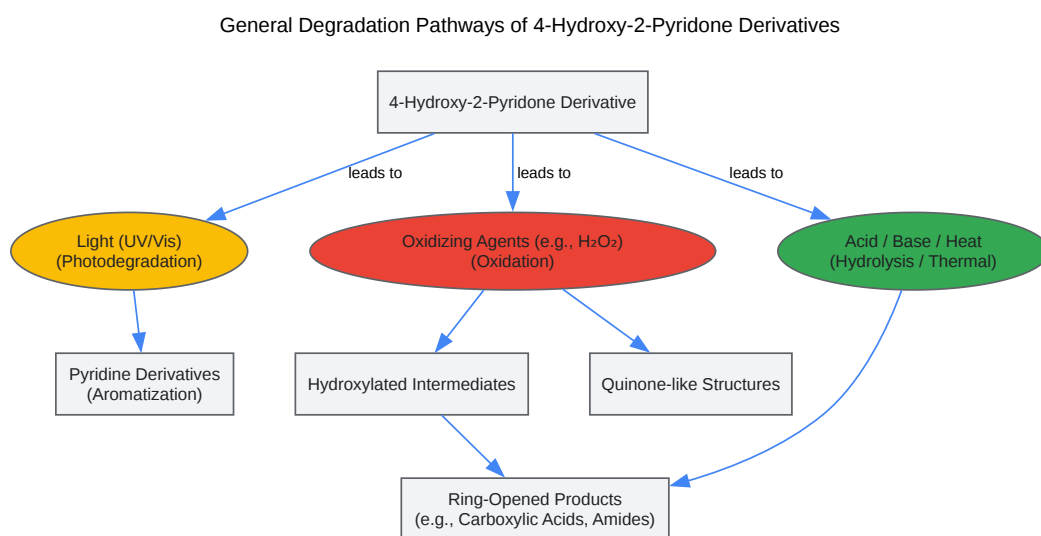 General Degradation Pathways of 4-Hydroxy-2-Pyridone Derivatives
4-Hydroxy-2-Pyridone Derivative
leads to
leads to
leads to
Light (UV/Vis)
(Photodegradation)
Oxidizing Agents (e.g., H₂O₂)
(Oxidation)
Acid / Base / Heat
(Hydrolysis / Thermal)
Pyridine Derivatives
(Aromatization)
Hydroxylated Intermediates
Quinone-like Structures
Ring-Opened Products
(e.g., Carboxylic Acids, Amides)